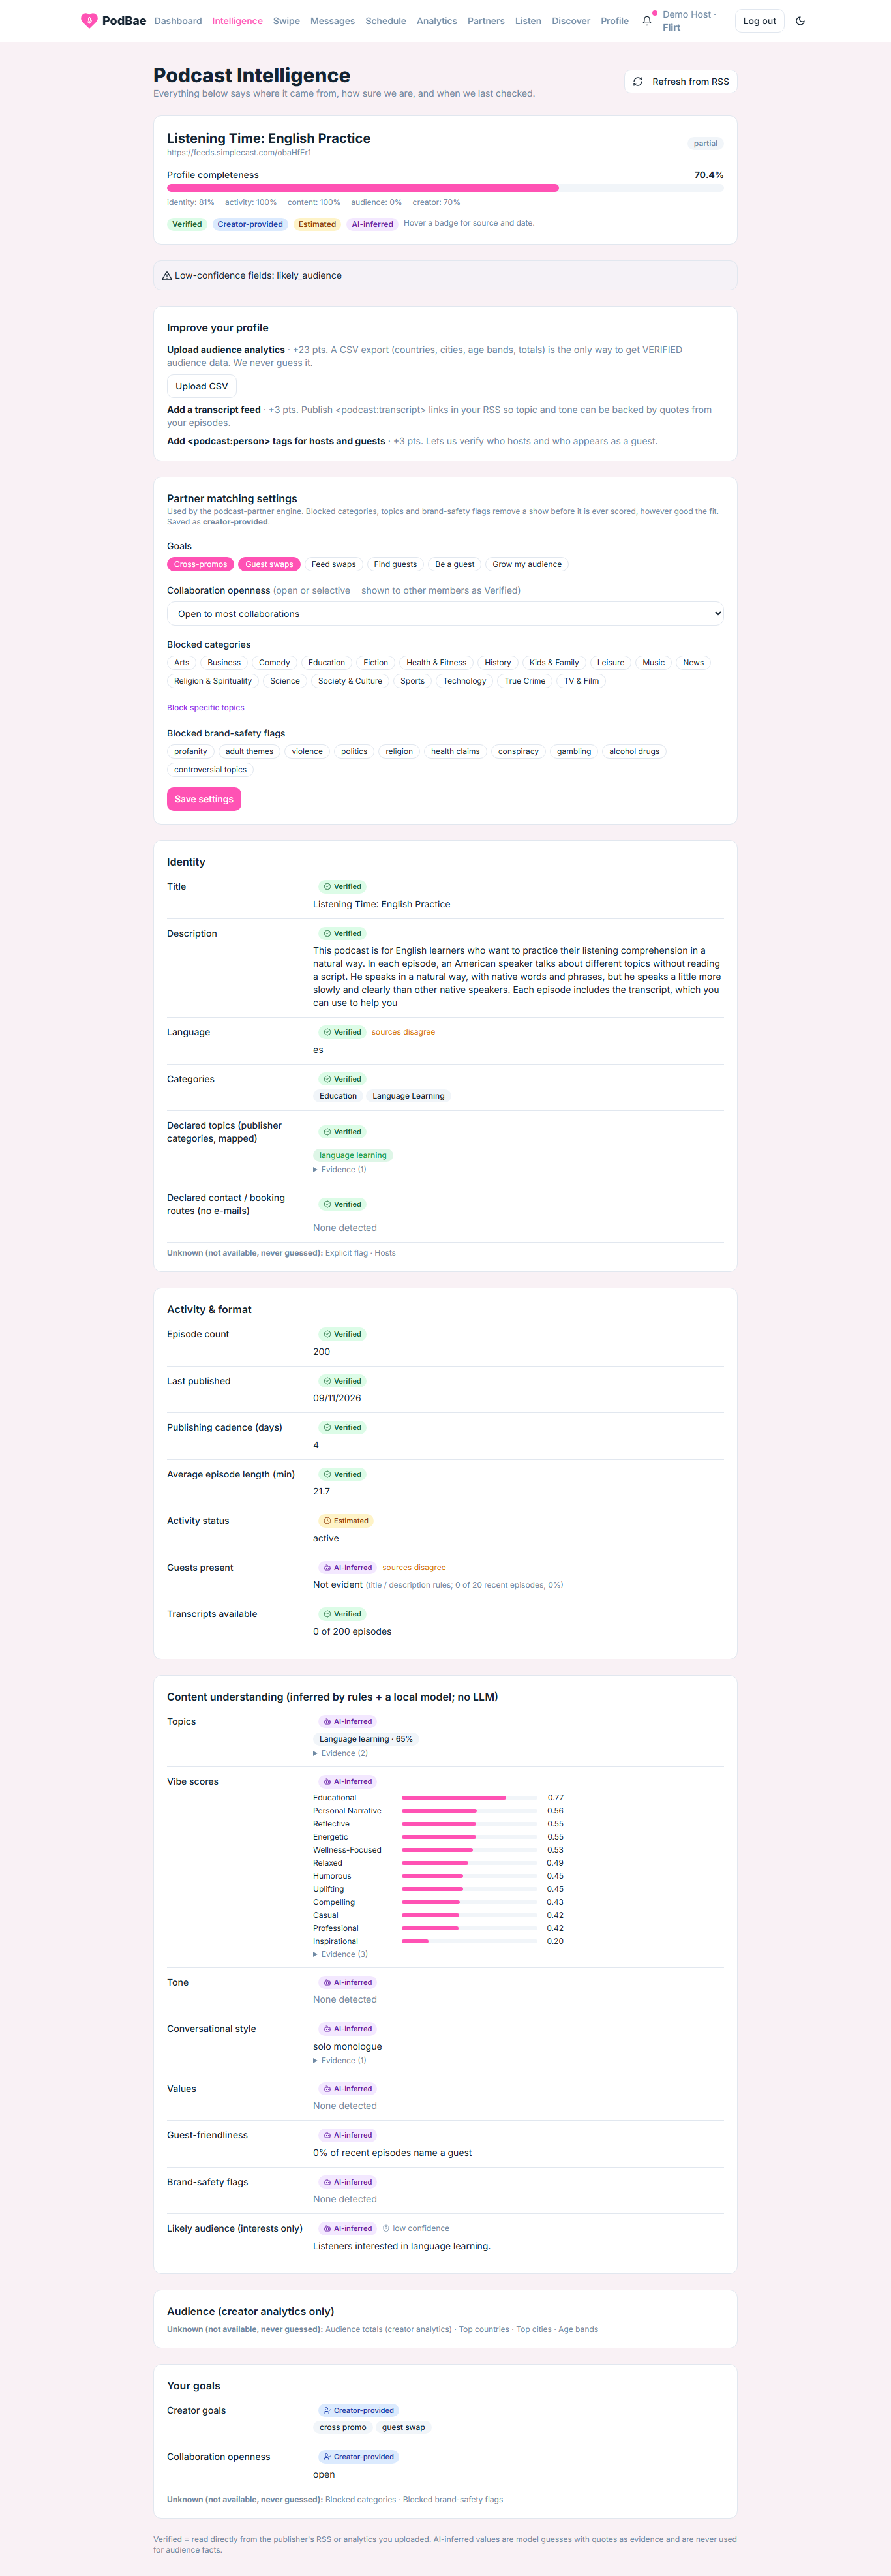 PodBae Dashboard Intelligence Swipe Messages Schedule Analytics Partners Listen Discover Profile Demo Host · Flirt Log out
Podcast Intelligence
Everything below says where it came from, how sure we are, and when we last checked.
Refresh from RSS
Listening Time: English Practice
https://feeds.simplecast.com/obaHfEr1
partial
Profile completeness 70.4%
identity: 81% activity: 100% content: 100% audience: 0% creator: 70%
Verified Creator-provided Estimated AI-inferred Hover a badge for source and date.
Low-confidence fields: likely_audience
Improve your profile
Upload audience analytics · +23 pts. A CSV export (countries, cities, age bands, totals) is the only way to get VERIFIED
audience data. We never guess it.
Upload CSV
Add a transcript feed · +3 pts. Publish <podcast:transcript> links in your RSS so topic and tone can be backed by quotes from
your episodes.
Add <podcast:person> tags for hosts and guests · +3 pts. Lets us verify who hosts and who appears as a guest.
Partner matching settings
Used by the podcast-partner engine. Blocked categories, topics and brand-safety flags remove a show before it is ever scored, however good the fit.
Saved as creator-provided.
Goals
Cross-promos Guest swaps Feed swaps Find guests Be a guest Grow my audience
Collaboration openness (open or selective = shown to other members as Verified)
Open to most collaborations
Blocked categories
Arts Business Comedy Education Fiction Health & Fitness History Kids & Family Leisure Music News
Religion & Spirituality Science Society & Culture Sports Technology True Crime TV & Film
Block specific topics
Blocked brand-safety flags
profanity adult themes violence politics religion health claims conspiracy gambling alcohol drugs
controversial topics
Save settings
Identity
Title Verified
Listening Time: English Practice
Description Verified
This podcast is for English learners who want to practice their listening comprehension in a
natural way. In each episode, an American speaker talks about different topics without reading
a script. He speaks in a natural way, with native words and phrases, but he speaks a little more
slowly and clearly than other native speakers. Each episode includes the transcript, which you
can use to help you
Language Verified sources disagree
es
Categories Verified
Education Language Learning
Declared topics (publisher
categories, mapped) Verified
language learning
Evidence (1)
Declared contact / booking
routes (no e-mails) Verified
None detected
Unknown (not available, never guessed): Explicit flag · Hosts
Activity & format
Episode count Verified
200
Last published Verified
09/11/2026
Publishing cadence (days) Verified
4
Average episode length (min) Verified
21.7
Activity status Estimated
active
Guests present AI-inferred sources disagree
Not evident (title / description rules; 0 of 20 recent episodes, 0%)
Transcripts available Verified
0 of 200 episodes
Content understanding (inferred by rules + a local model; no LLM)
Topics AI-inferred
Language learning · 65%
Evidence (2)
Vibe scores AI-inferred
Educational 0.77
Personal Narrative 0.56
Reflective 0.55
Energetic 0.55
Wellness-Focused 0.53
Relaxed 0.49
Humorous 0.45
Uplifting 0.45
Compelling 0.43
Casual 0.42
Professional 0.42
Inspirational 0.20
Evidence (3)
Tone AI-inferred
None detected
Conversational style AI-inferred
solo monologue
Evidence (1)
Values AI-inferred
None detected
Guest-friendliness AI-inferred
0% of recent episodes name a guest
Brand-safety flags AI-inferred
None detected
Likely audience (interests only) AI-inferred low confidence
Listeners interested in language learning.
Audience (creator analytics only)
Unknown (not available, never guessed): Audience totals (creator analytics) · Top countries · Top cities · Age bands
Your goals
Creator goals Creator-provided
cross promo guest swap
Collaboration openness Creator-provided
open
Unknown (not available, never guessed): Blocked categories · Blocked brand-safety flags
Verified = read directly from the publisher's RSS or analytics you uploaded. AI-inferred values are model guesses with quotes as evidence and are never used
for audience facts.